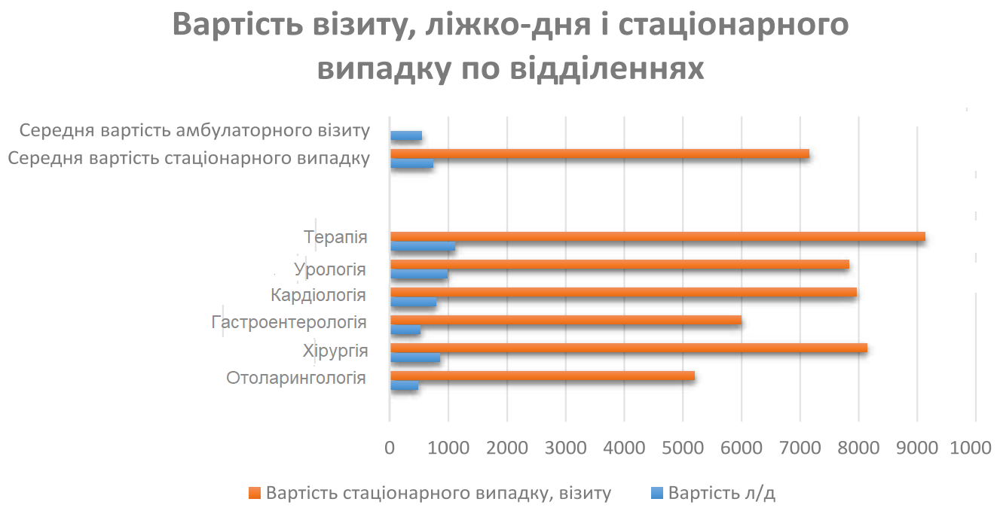 Вартість візиту, ліжко-дня і стаціонарного
випадку по відділеннях
Середня вартість амбулаторного візиту
Середня вартість стаціонарного випадку
Терапія
Урологія
Кардіологія
Гастроентерологія
Хірургія
Отоларингологія
0 1000 2000 3000 4000 5000 6000 7000 8000 9000 1000
Вартість стаціонарного випадку, візиту Вартість л/д